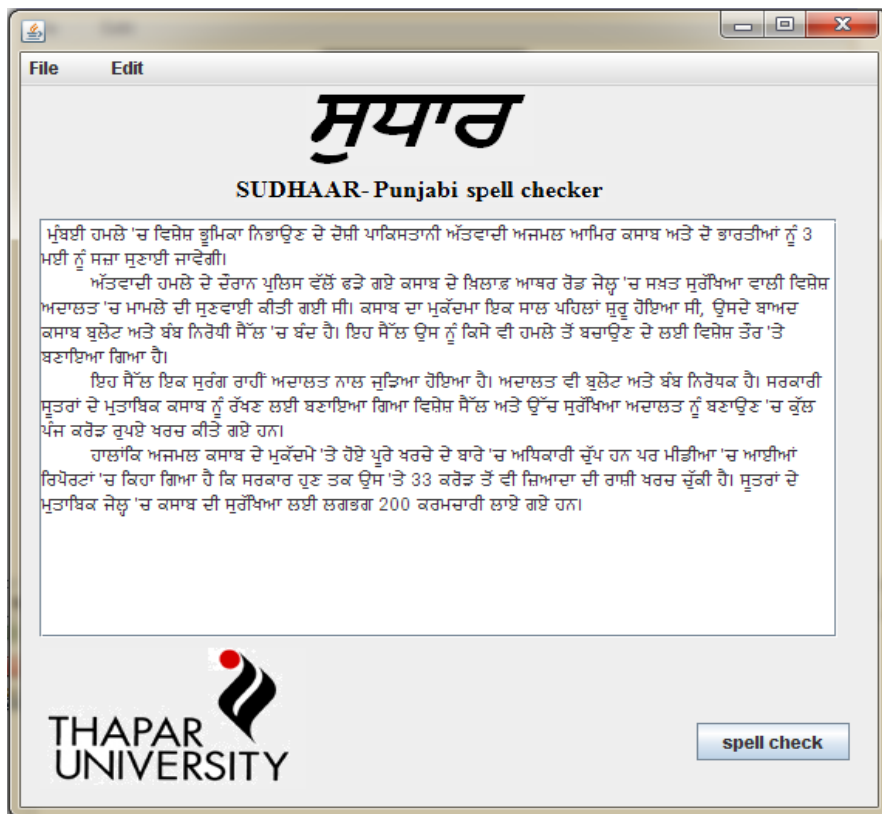 File Edit
ਸੁਧਾਰ
SUDHAAR- Punjabi spell checker
ਮੁੰਬਈ ਹਮਲੇ 'ਚ ਵਿਸ਼ੇਸ਼ ਭੂਮਿਕਾ ਨਿਭਾਉਣ ਦੇ ਦੋਸ਼ੀ ਪਾਕਿਸਤਾਨੀ ਅੱਤਵਾਦੀ ਅਜਮਲ ਆਮਿਰ ਕਸਾਬ ਅਤੇ ਦੋ ਭਾਰਤੀਆਂ ਨੂੰ 3
ਮਈ ਨੂੰ ਸਜ਼ਾ ਸੁਣਾਈ ਜਾਵੇਗੀ।
ਅੱਤਵਾਦੀ ਹਮਲੇ ਦੇ ਦੌਰਾਨ ਪੁਲਿਸ ਵੱਲੋਂ ਫੜੇ ਗਏ ਕਸਾਬ ਦੇ ਖ਼ਿਲਾਫ਼ ਆਥਰ ਰੋਡ ਜੇਲ੍ਹ 'ਚ ਸਖ਼ਤ ਸੁਰੱਖਿਆ ਵਾਲੀ ਵਿਸ਼ੇਸ਼
ਅਦਾਲਤ 'ਚ ਮਾਮਲੇ ਦੀ ਸੁਣਵਾਈ ਕੀਤੀ ਗਈ ਸੀ। ਕਸਾਬ ਦਾ ਮੁਕੱਦਮਾ ਇਕ ਸਾਲ ਪਹਿਲਾਂ ਸ਼ੁਰੂ ਹੋਇਆ ਸੀ, ਉਸਦੇ ਬਾਅਦ
ਕਸਾਬ ਬੁਲੇਟ ਅਤੇ ਬੰਬ ਨਿਰੋਧੀ ਸੈੱਲ 'ਚ ਬੰਦ ਹੈ। ਇਹ ਸੈੱਲ ਉਸ ਨੂੰ ਕਿਸੇ ਵੀ ਹਮਲੇ ਤੋਂ ਬਚਾਉਣ ਦੇ ਲਈ ਵਿਸ਼ੇਸ਼ ਤੌਰ 'ਤੇ
ਬਣਾਇਆ ਗਿਆ ਹੈ।
ਇਹ ਸੈੱਲ ਇਕ ਸੁਰੰਗ ਰਾਹੀਂ ਅਦਾਲਤ ਨਾਲ ਜੁੜਿਆ ਹੋਇਆ ਹੈ। ਅਦਾਲਤ ਵੀ ਬੁਲੇਟ ਅਤੇ ਬੰਬ ਨਿਰੋਧਕ ਹੈ। ਸਰਕਾਰੀ
ਸੂਤਰਾਂ ਦੇ ਮੁਤਾਬਿਕ ਕਸਾਬ ਨੂੰ ਰੱਖਣ ਲਈ ਬਣਾਇਆ ਗਿਆ ਵਿਸ਼ੇਸ਼ ਸੈੱਲ ਅਤੇ ਉੱਚ ਸੁਰੱਖਿਆ ਅਦਾਲਤ ਨੂੰ ਬਣਾਉਣ 'ਚ ਕੁੱਲ
ਪੰਜ ਕਰੋੜ ਰੁਪਏ ਖਰਚ ਕੀਤੇ ਗਏ ਹਨ।
ਹਾਲਾਂਕਿ ਅਜਮਲ ਕਸਾਬ ਦੇ ਮੁਕੱਦਮੇ 'ਤੇ ਹੋਏ ਪੂਰੇ ਖਰਚੇ ਦੇ ਬਾਰੇ 'ਚ ਅਧਿਕਾਰੀ ਚੁੱਪ ਹਨ ਪਰ ਮੀਡੀਆ 'ਚ ਆਈਆਂ
ਰਿਪੋਰਟਾਂ 'ਚ ਕਿਹਾ ਗਿਆ ਹੈ ਕਿ ਸਰਕਾਰ ਹੁਣ ਤਕ ਉਸ 'ਤੇ 33 ਕਰੋੜ ਤੋਂ ਵੀ ਜ਼ਿਆਦਾ ਦੀ ਰਾਸ਼ੀ ਖਰਚ ਚੁੱਕੀ ਹੈ। ਸੂਤਰਾਂ ਦੇ
ਮੁਤਾਬਿਕ ਜੇਲ੍ਹ 'ਚ ਕਸਾਬ ਦੀ ਸੁਰੱਖਿਆ ਲਈ ਲਗਭਗ 200 ਕਰਮਚਾਰੀ ਲਾਏ ਗਏ ਹਨ।
THAPAR
UNIVERSITY
spell check